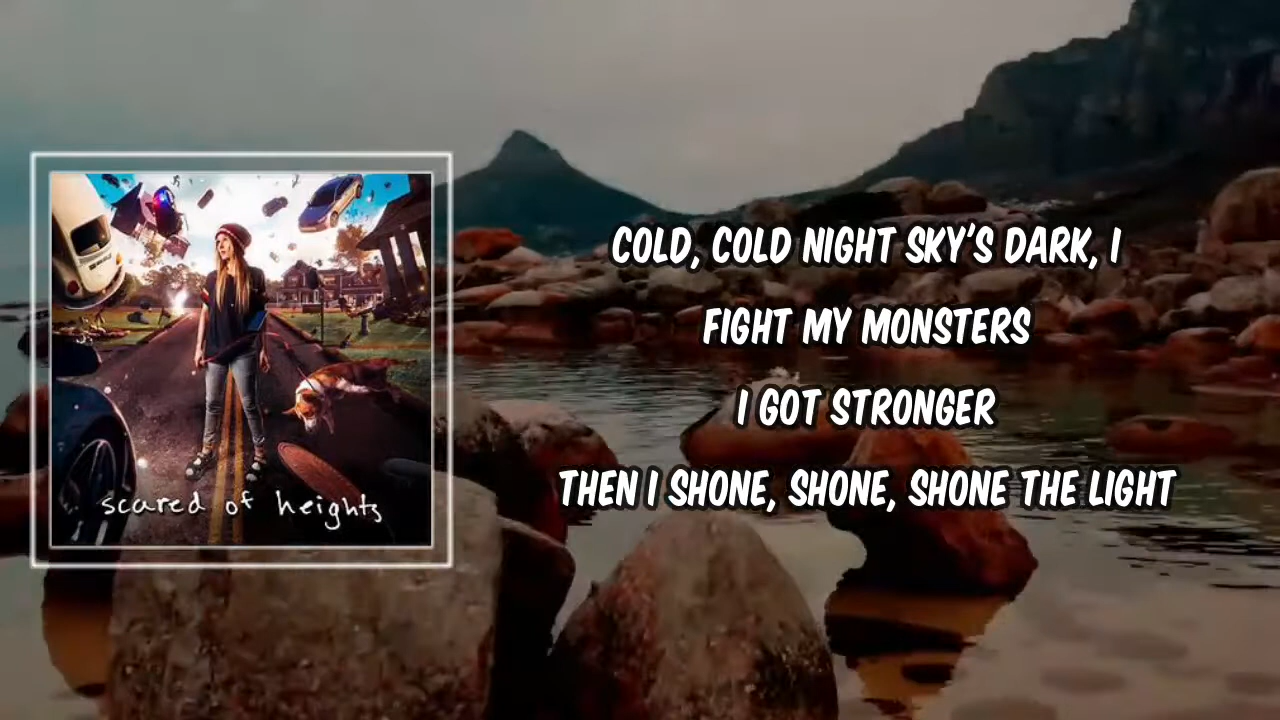 COLD, COLD NIGHT SKY'S DARK, I
FIGHT MY MONSTERS
I GOT STRONGER
THEN I SHONE, SHONE, SHONE THE LIGHT
scared of heights